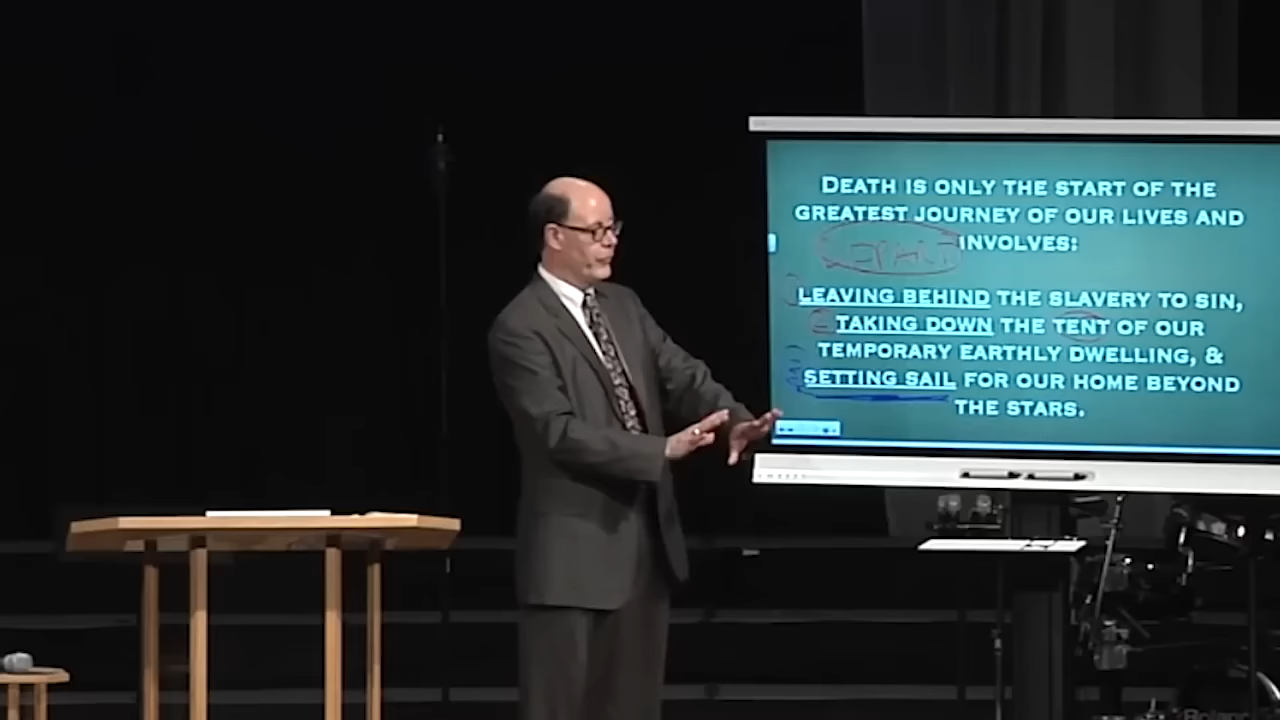 DEATH IS ONLY THE START OF THE
GREATEST JOURNEY OF OUR LIVES AND
DEPART INVOLVES:
LEAVING BEHIND THE SLAVERY TO SIN,
TAKING DOWN THE TENT OF OUR
TEMPORARY EARTHLY DWELLING, &
SETTING SAIL FOR OUR HOME BEYOND
THE STARS.